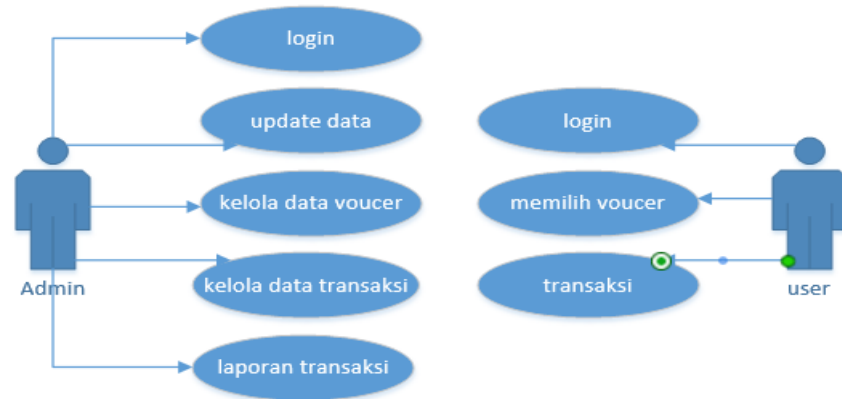 login
update data
login
kelola data voucer
memilih voucer
Admin
kelola data transaksi
transaksi
user
laporan transaksi